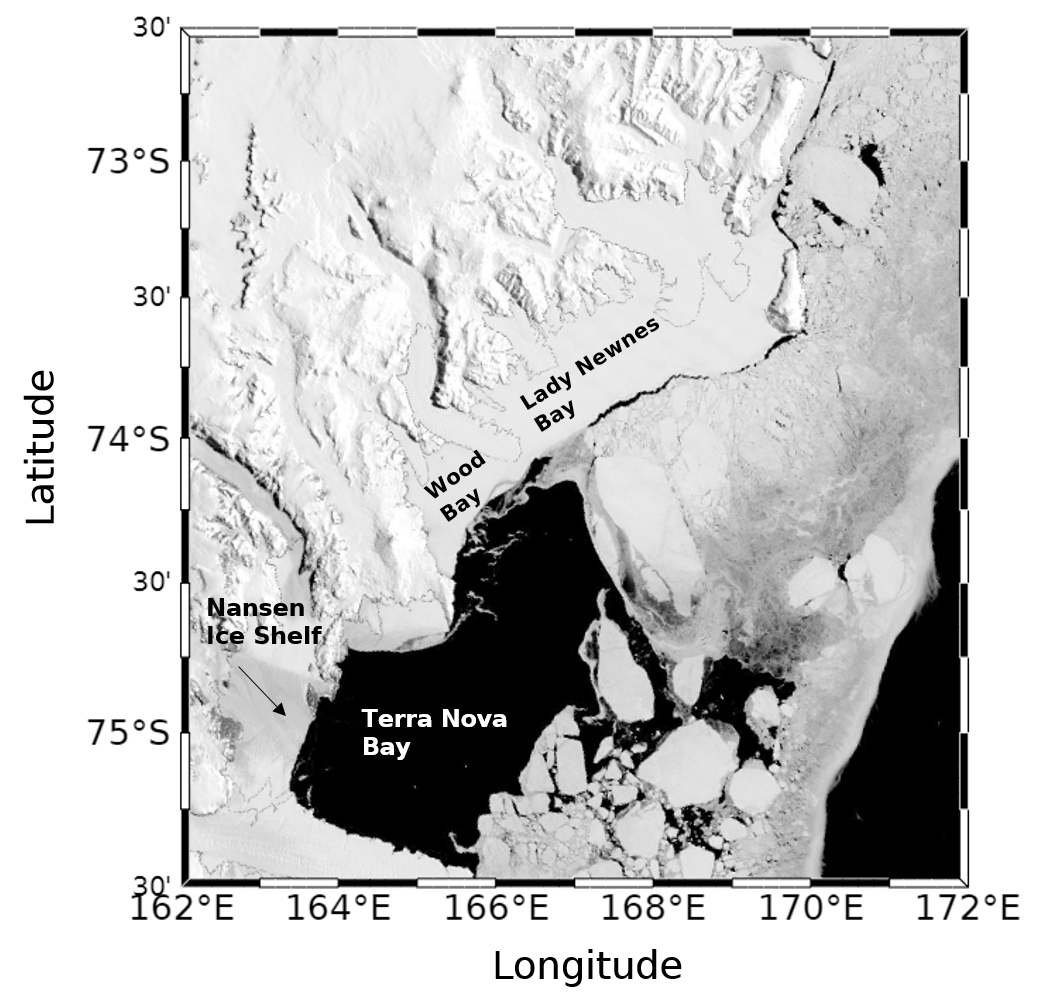 30'
73°S
30'
Lady Newnes
Bay
Latitude
74°S
Wood
Bay
30'
Nansen
Ice Shelf
Terra Nova
Bay
75°S
30'
162°E 164°E 166°E 168°E 170°E 172°E
Longitude